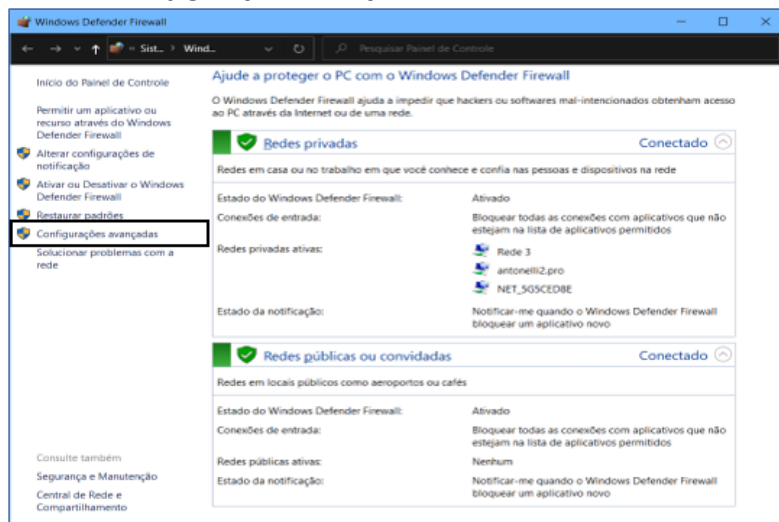 Windows Defender Firewall
« Sist... › Wind...
Pesquisar Painel de Controle
Início do Painel de Controle
Permitir um aplicativo ou
recurso através do Windows
Defender Firewall
Alterar configurações de
notificação
Ativar ou Desativar o Windows
Defender Firewall
Restaurar padrões
Configurações avançadas
Solucionar problemas com a
rede
Consulte também
Segurança e Manutenção
Central de Rede e
Compartilhamento
Ajude a proteger o PC com o Windows Defender Firewall
O Windows Defender Firewall ajuda a impedir que hackers ou softwares mal-intencionados obtenham acesso
ao PC através da Internet ou de uma rede.
Redes privadas Conectado
Redes em casa ou no trabalho em que você conhece e confia nas pessoas e dispositivos na rede
Estado do Windows Defender Firewall: Ativado
Conexões de entrada: Bloquear todas as conexões com aplicativos que não
estejam na lista de aplicativos permitidos
Redes privadas ativas: Rede 3
antonelli2.pro
NET_5G5CED8E
Estado da notificação: Notificar-me quando o Windows Defender Firewall
bloquear um aplicativo novo
Redes públicas ou convidadas Conectado
Redes em locais públicos como aeroportos ou cafés
Estado do Windows Defender Firewall: Ativado
Conexões de entrada: Bloquear todas as conexões com aplicativos que não
estejam na lista de aplicativos permitidos
Redes públicas ativas: Nenhum
Estado da notificação: Notificar-me quando o Windows Defender Firewall
bloquear um aplicativo novo